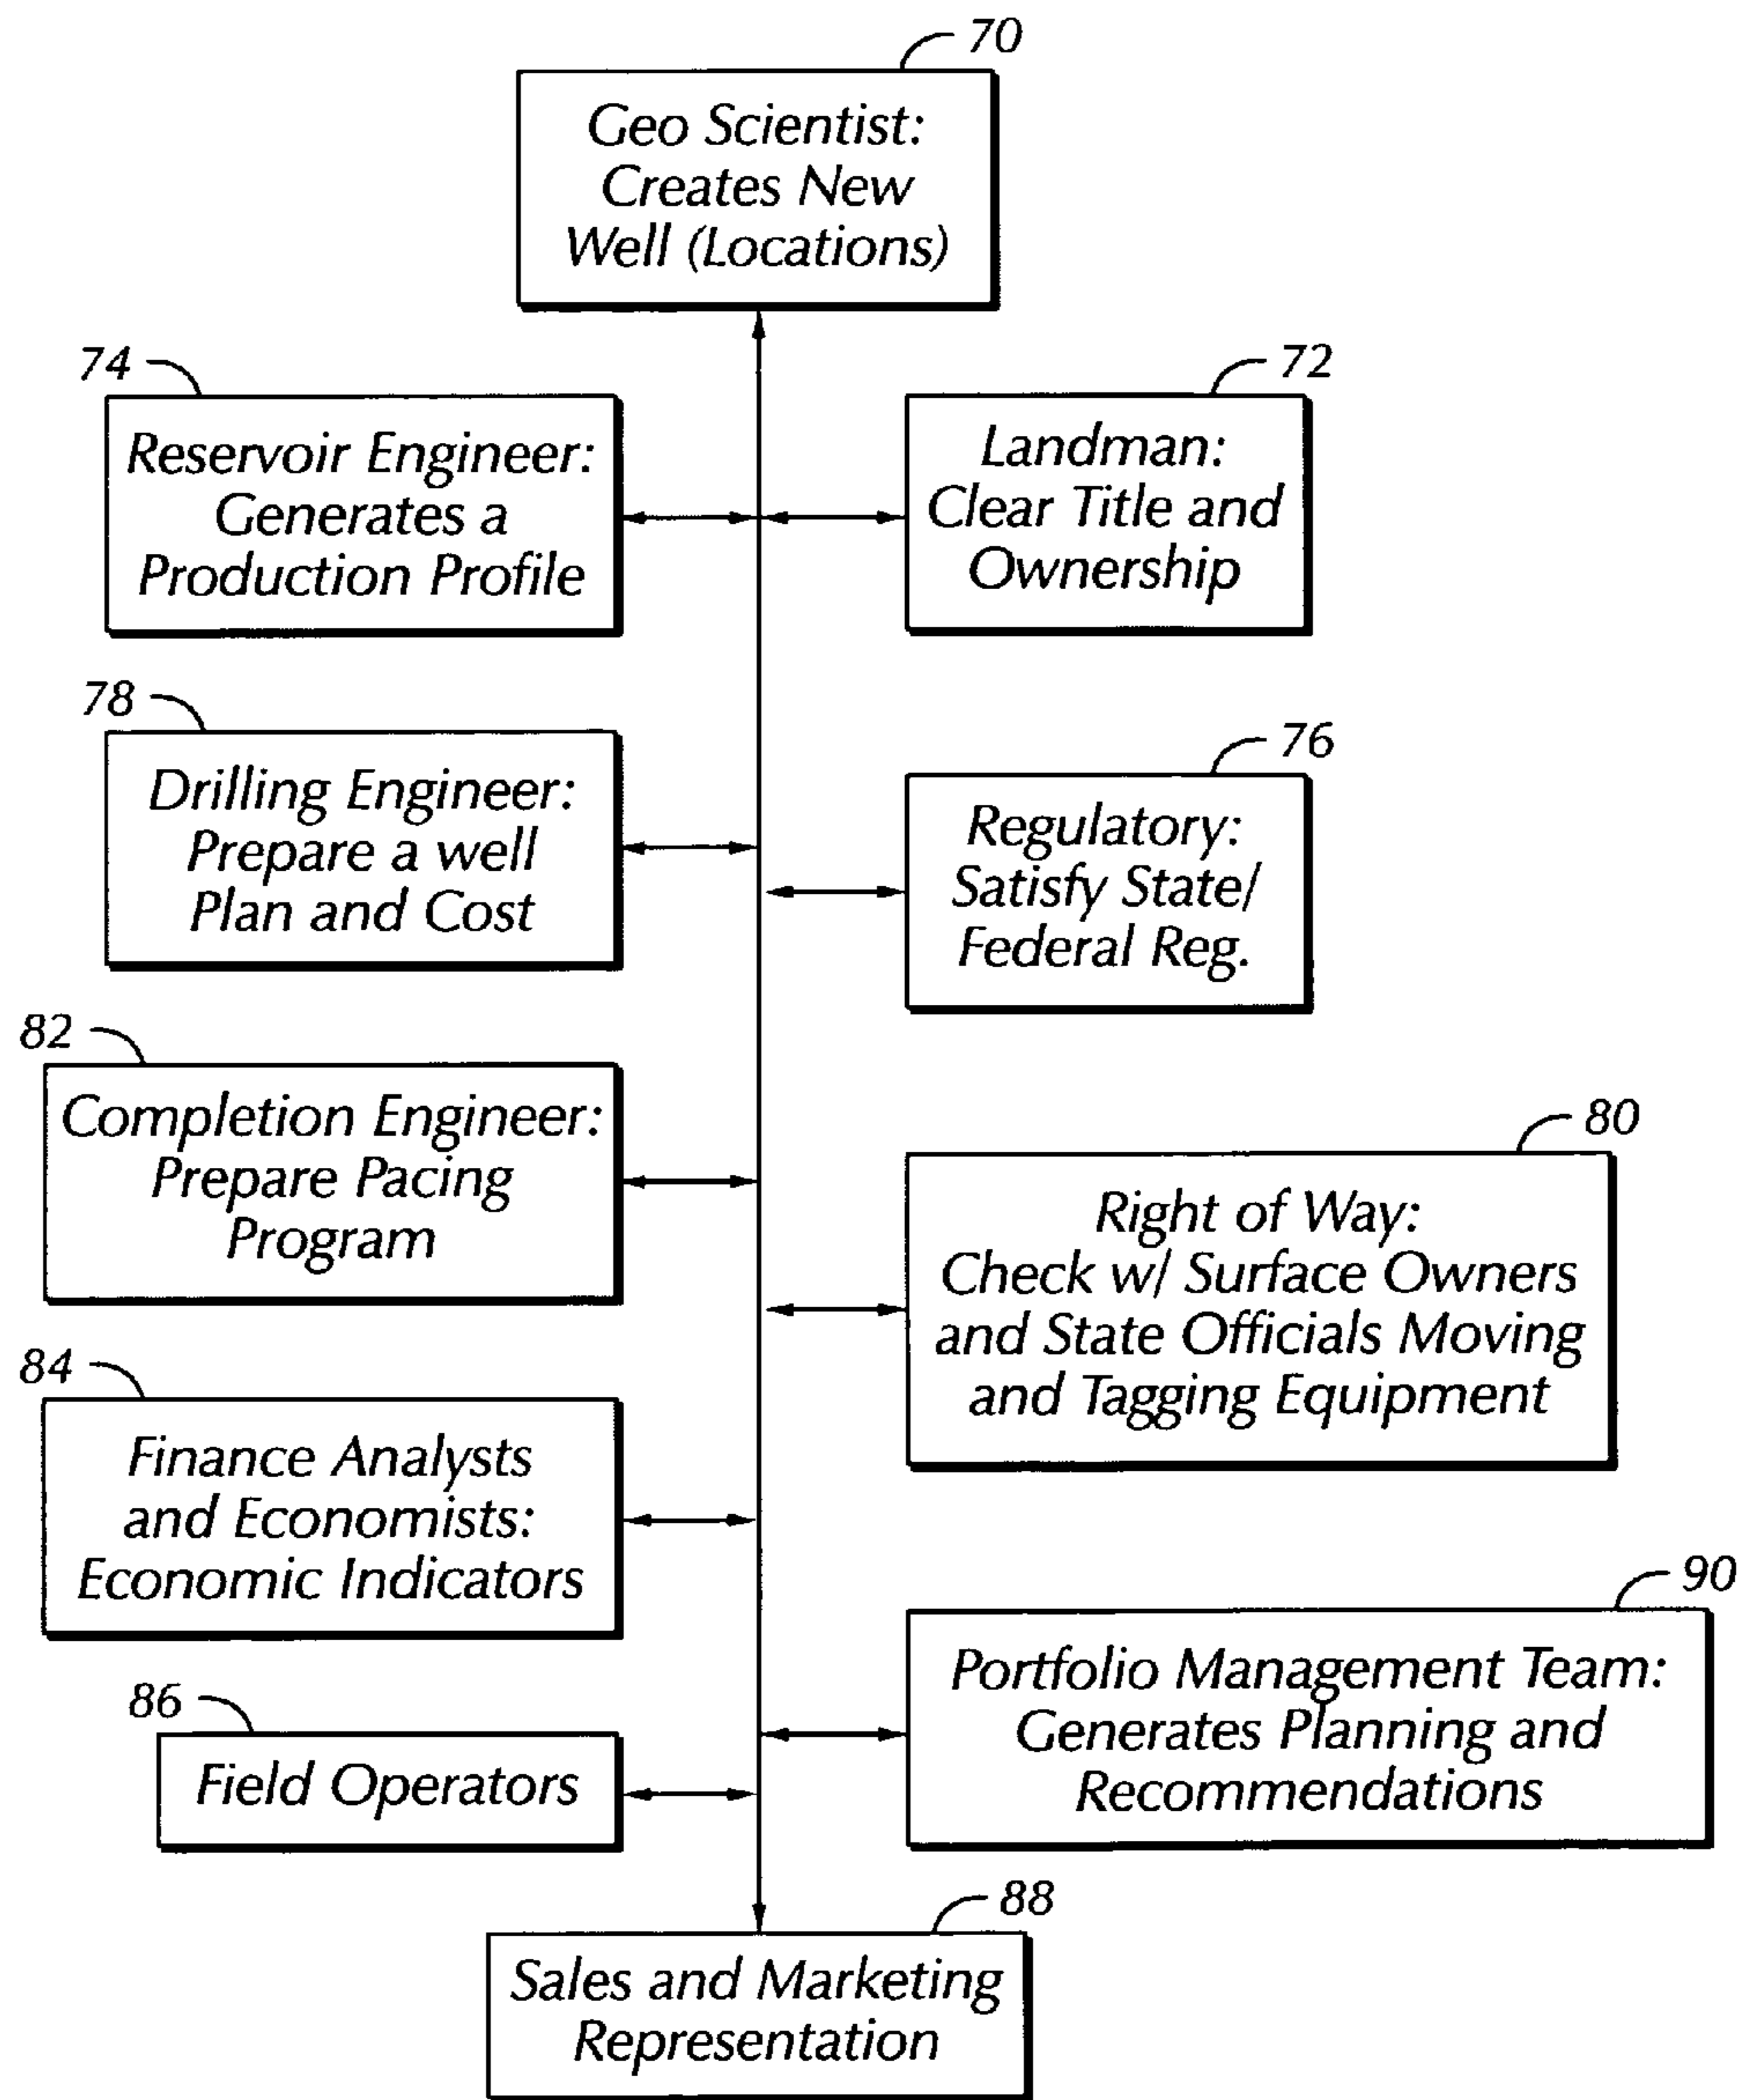 70
Geo Scientist:
Creates New
Well (Locations)
74
Reservoir Engineer:
Generates a
Production Profile
72
Landman:
Clear Title and
Ownership
78
Drilling Engineer:
Prepare a well
Plan and Cost
76
Regulatory:
Satisfy State/
Federal Reg.
82
Completion Engineer:
Prepare Pacing
Program
80
Right of Way:
Check w/ Surface Owners
and State Officials Moving
and Tagging Equipment
84
Finance Analysts
and Economists:
Economic Indicators
90
Portfolio Management Team:
Generates Planning and
Recommendations
86
Field Operators
88
Sales and Marketing
Representation